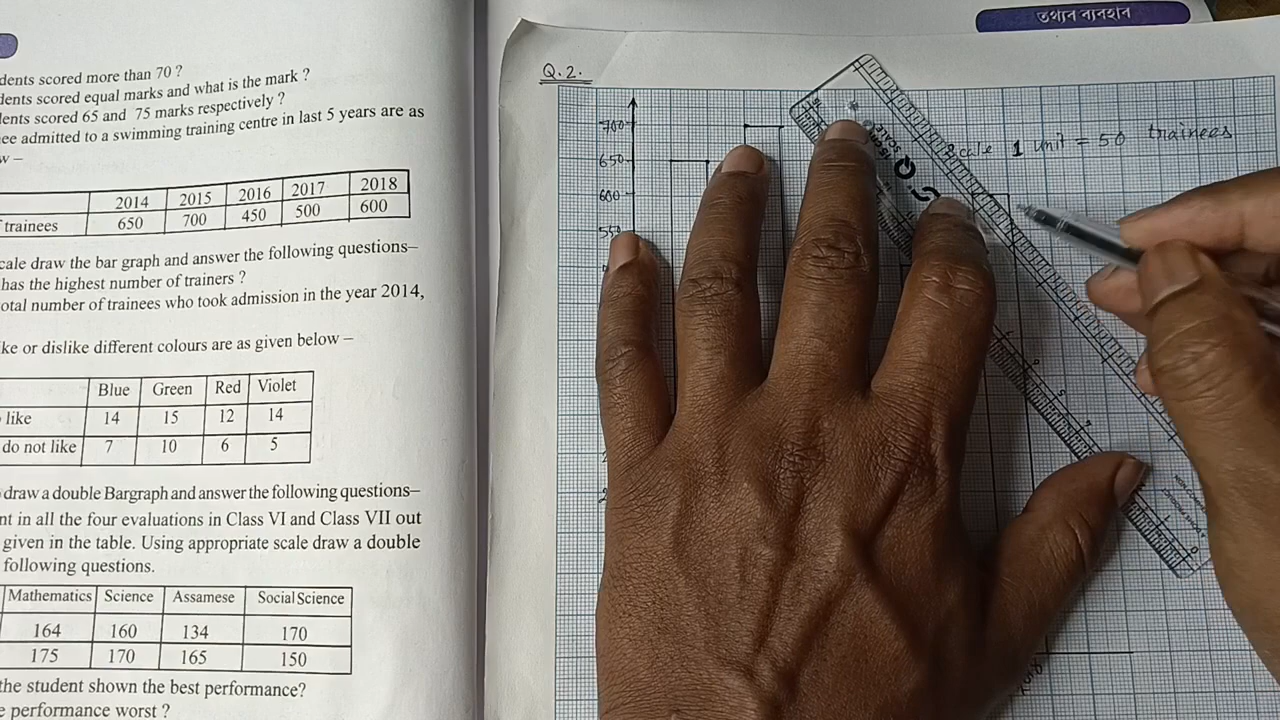 তথ্যৰ ব্যৱহাৰ
dents scored more than 70 ?
dents scored equal marks and what is the mark ?
lents scored 65 and 75 marks respectively ?
ee admitted to a swimming training centre in last 5 years are as
w –
2014 2015 2016 2017 2018
trainees 650 700 450 500 600
cale draw the bar graph and answer the following questions–
has the highest number of trainers ?
otal number of trainees who took admission in the year 2014,
ike or dislike different colours are as given below –
Blue Green Red Violet
like 14 15 12 14
do not like 7 10 6 5
draw a double Bargraph and answer the following questions–
nt in all the four evaluations in Class VI and Class VII out
given in the table. Using appropriate scale draw a double
following questions.
Mathematics Science Assamese Social Science
164 160 134 170
175 170 165 150
the student shown the best performance?
e performance worst ?
Q.2.
700
650
600
550
Scale 1 unit = 50 trainees